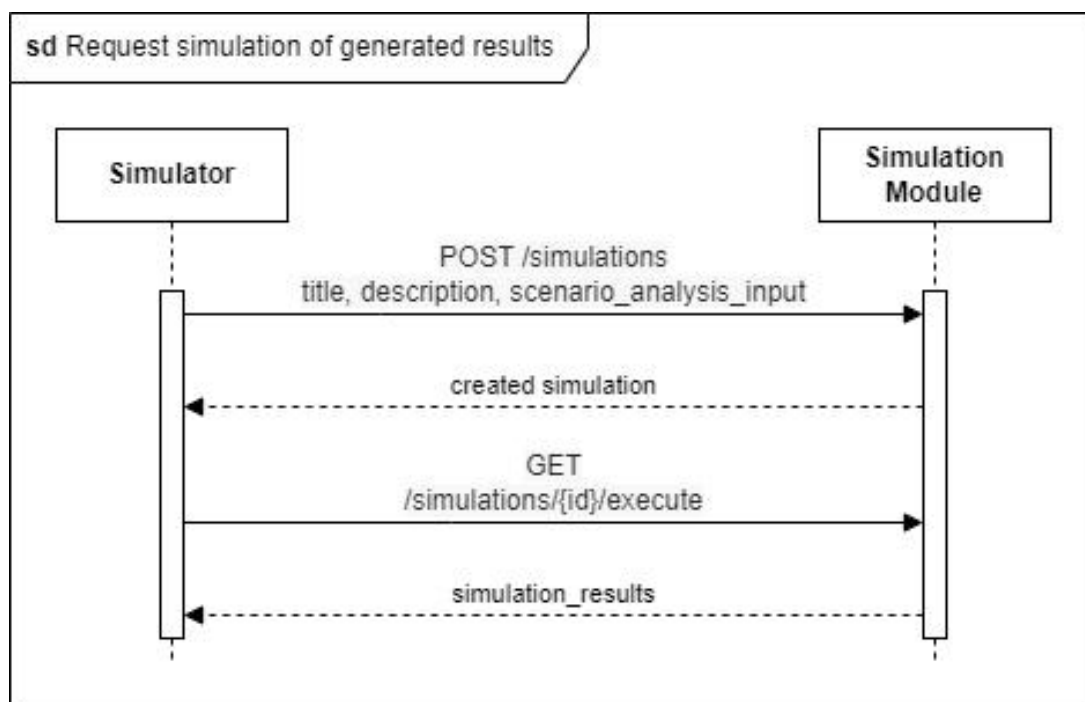 sd Request simulation of generated results
Simulator
Simulation
Module
POST /simulations
title, description, scenario_analysis_input
created simulation
GET
/simulations/{id}/execute
simulation_results